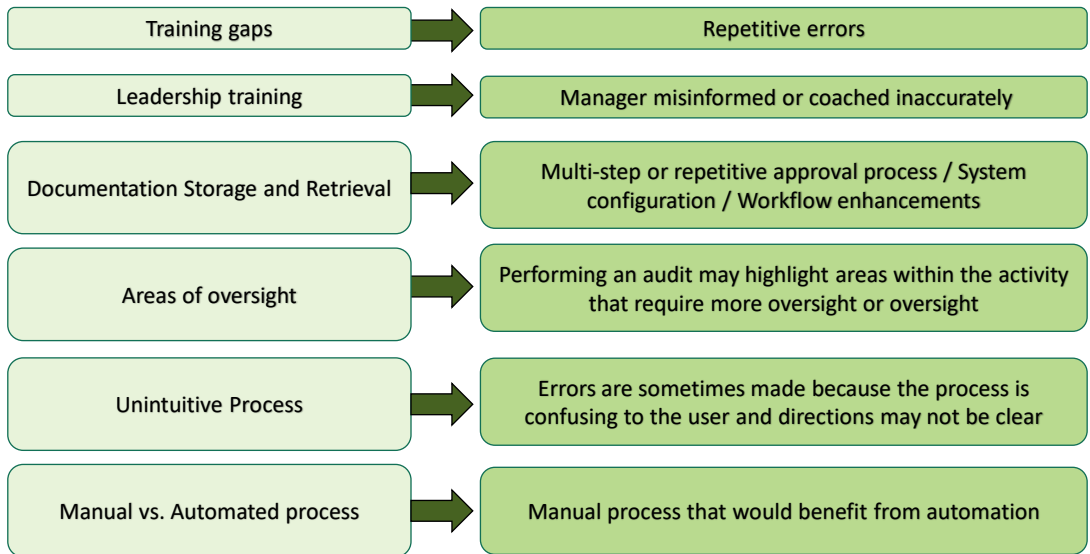 Training gaps
Repetitive errors
Leadership training
Manager misinformed or coached inaccurately
Documentation Storage and Retrieval
Multi-step or repetitive approval process / System
configuration / Workflow enhancements
Areas of oversight
Performing an audit may highlight areas within the activity
that require more oversight or oversight
Unintuitive Process
Errors are sometimes made because the process is
confusing to the user and directions may not be clear
Manual vs. Automated process
Manual process that would benefit from automation